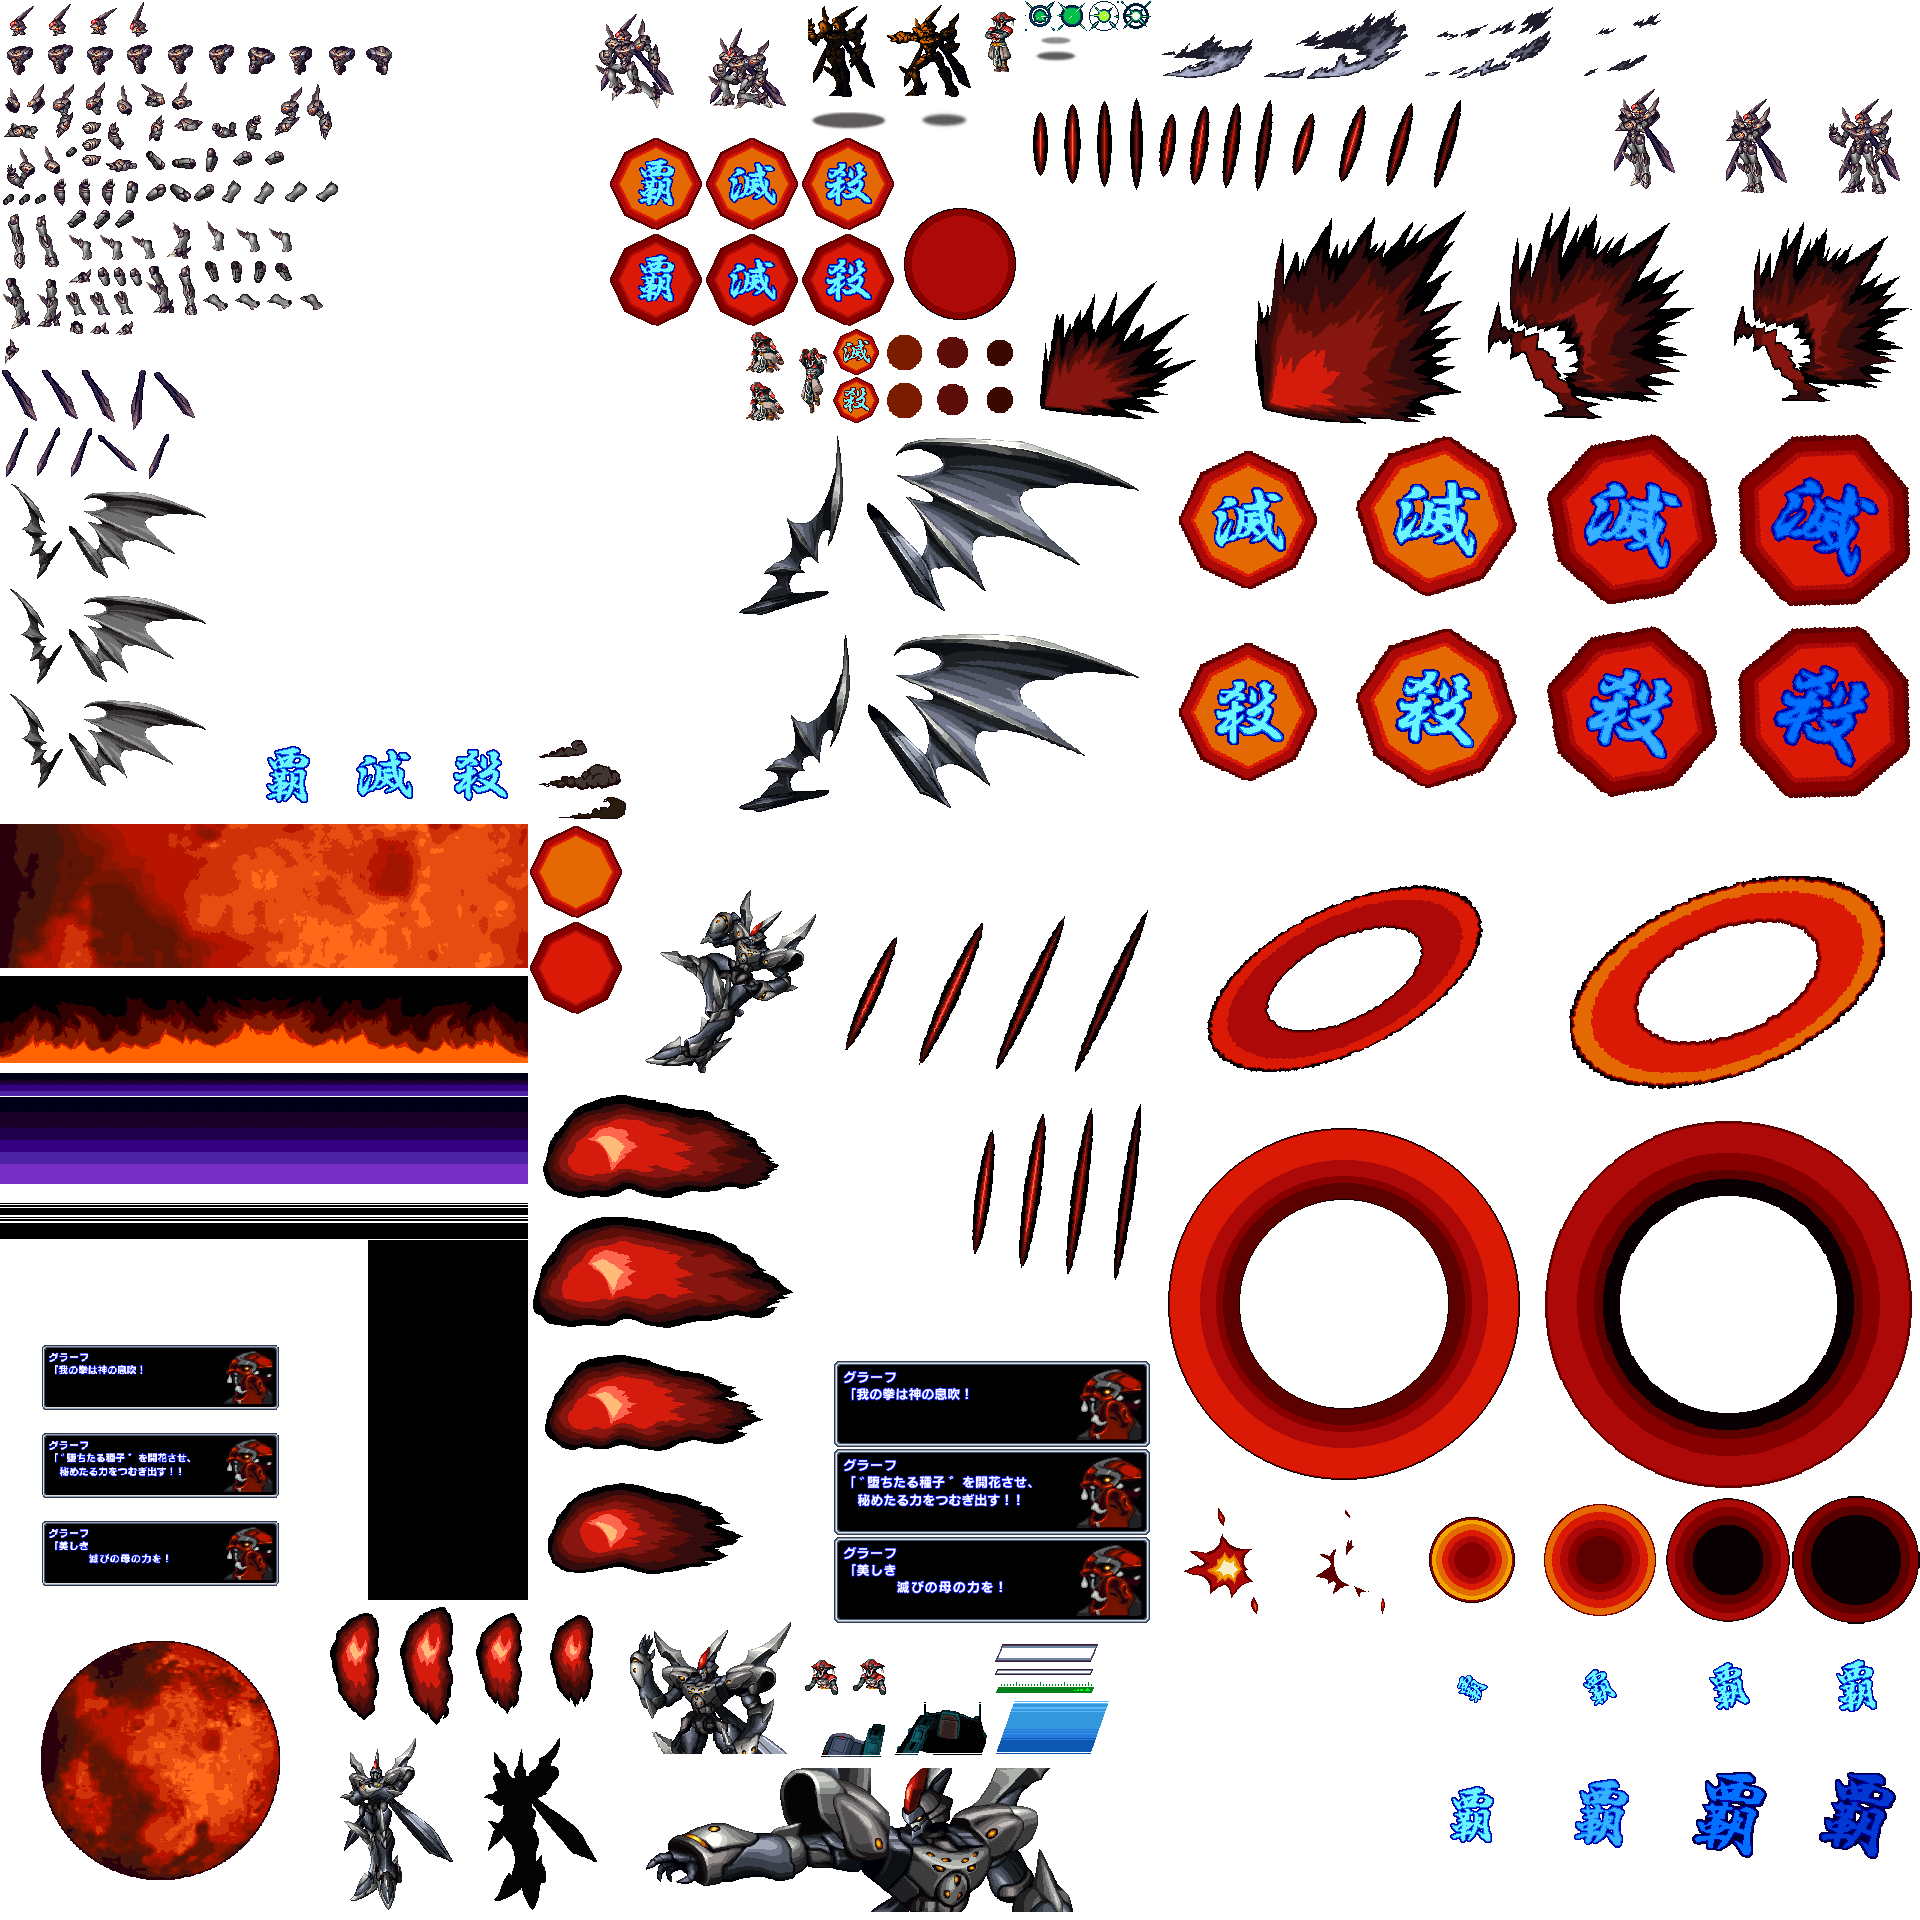 覇 滅 殺
覇 滅 殺
滅
殺
滅 滅 滅 滅
殺 殺 殺 殺
覇 滅 殺
グラーフ
「我の拳は神の息吹!
グラーフ
「゛堕ちたる種子゛を開花させ、
秘めたる力をつむぎ出す!!
グラーフ
「美しき
滅びの母の力を!
グラーフ
「我の拳は神の息吹!
グラーフ
「゛堕ちたる種子゛を開花させ、
秘めたる力をつむぎ出す!!
グラーフ
「美しき
滅びの母の力を!
覇 覇 覇 覇
覇 覇 覇 覇